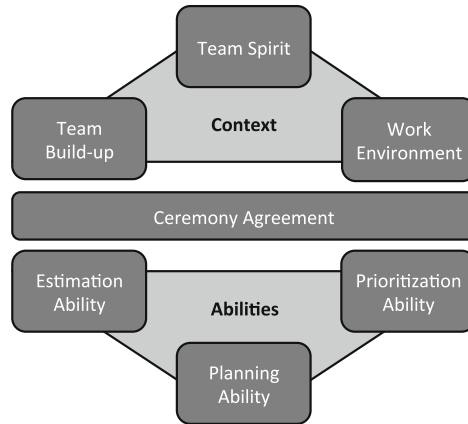 Team Spirit
Team
Build-up
Context
Work
Environment
Ceremony Agreement
Estimation
Ability
Abilities
Prioritization
Ability
Planning
Ability